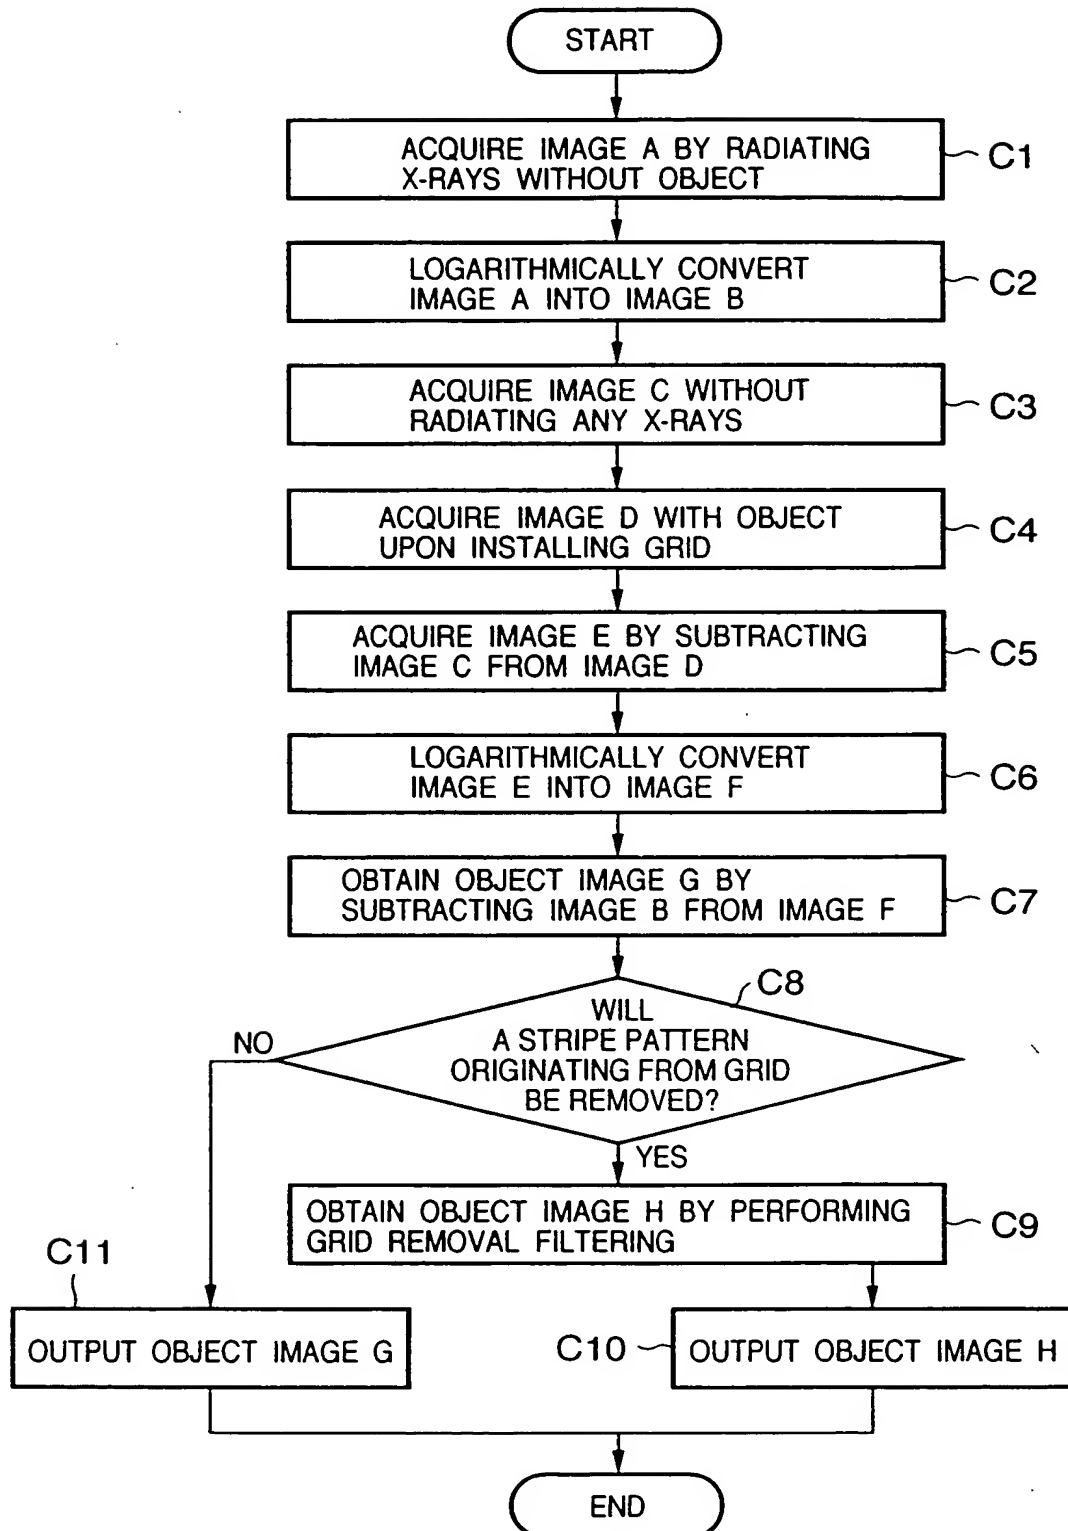 START
ACQUIRE IMAGE A BY RADIATING
X-RAYS WITHOUT OBJECT
C1
LOGARITHMICALLY CONVERT
IMAGE A INTO IMAGE B
C2
ACQUIRE IMAGE C WITHOUT
RADIATING ANY X-RAYS
C3
ACQUIRE IMAGE D WITH OBJECT
UPON INSTALLING GRID
C4
ACQUIRE IMAGE E BY SUBTRACTING
IMAGE C FROM IMAGE D
C5
LOGARITHMICALLY CONVERT
IMAGE E INTO IMAGE F
C6
OBTAIN OBJECT IMAGE G BY
SUBTRACTING IMAGE B FROM IMAGE F
C7
C8
WILL
A STRIPE PATTERN
ORIGINATING FROM GRID
BE REMOVED?
NO
YES
OBTAIN OBJECT IMAGE H BY PERFORMING
GRID REMOVAL FILTERING
C9
C11
OUTPUT OBJECT IMAGE G
C10
OUTPUT OBJECT IMAGE H
END